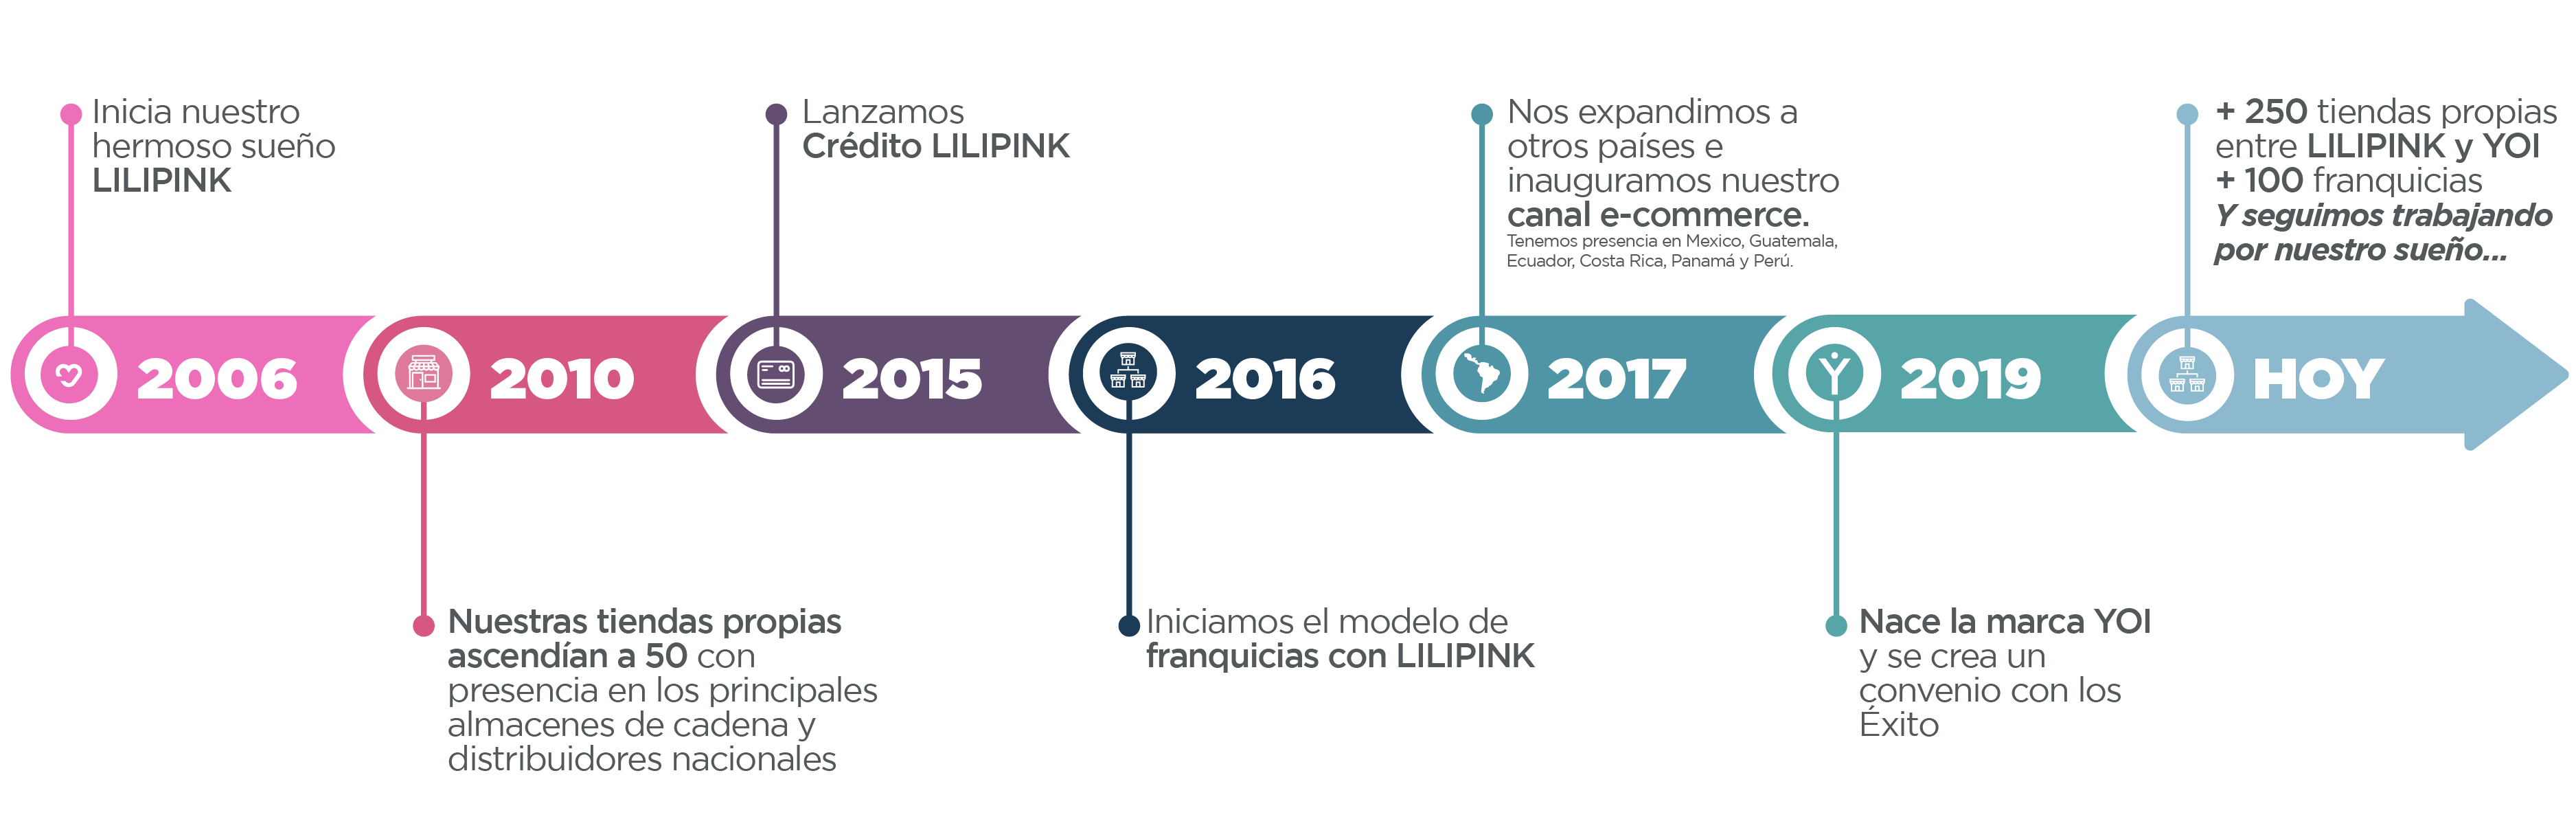 Inicia nuestro
hermoso sueño
LILIPINK
2006
2010
Nuestras tiendas propias
ascendían a 50 con
presencia en los principales
almacenes de cadena y
distribuidores nacionales
Lanzamos
Crédito LILIPINK
2015
2016
Iniciamos el modelo de
franquicias con LILIPINK
Nos expandimos a
otros países e
inauguramos nuestro
canal e-commerce.
Tenemos presencia en Mexico, Guatemala,
Ecuador, Costa Rica, Panamá y Perú.
2017
2019
Nace la marca YOI
y se crea un
convenio con los
Éxito
+ 250 tiendas propias
entre LILIPINK y YOI
+ 100 franquicias
Y seguimos trabajando
por nuestro sueño...
HOY